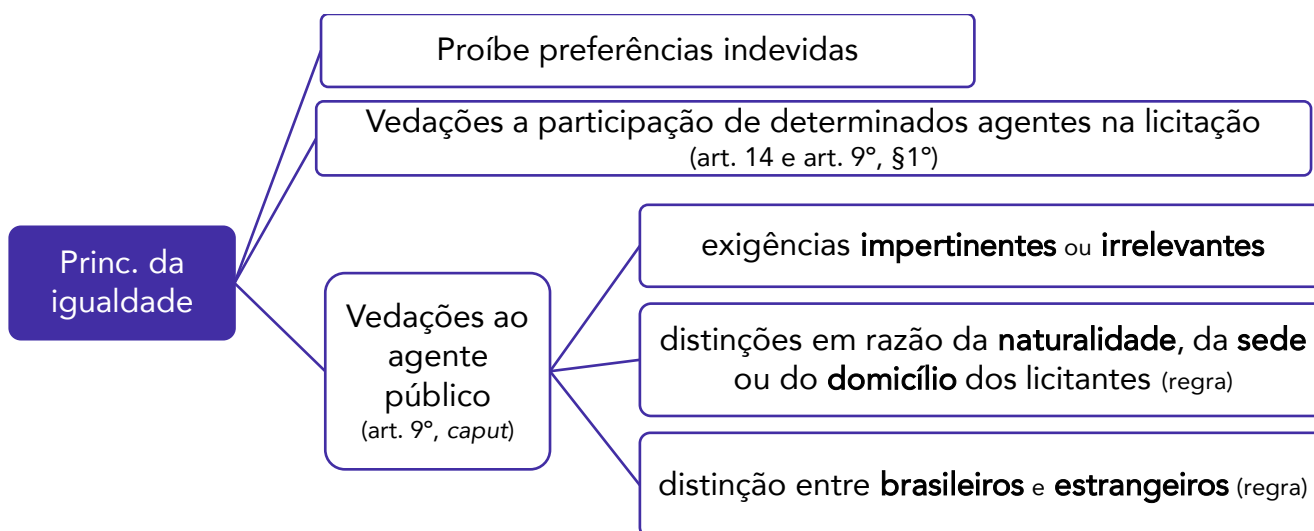 Proíbe preferências indevidas
Vedações a participação de determinados agentes na licitação
(art. 14 e art. 9º, §1º)
Princ. da
igualdade
Vedações ao
agente
público
(art. 9º, caput)
exigências impertinentes ou irrelevantes
distinções em razão da naturalidade, da sede
ou do domicílio dos licitantes (regra)
distinção entre brasileiros e estrangeiros (regra)